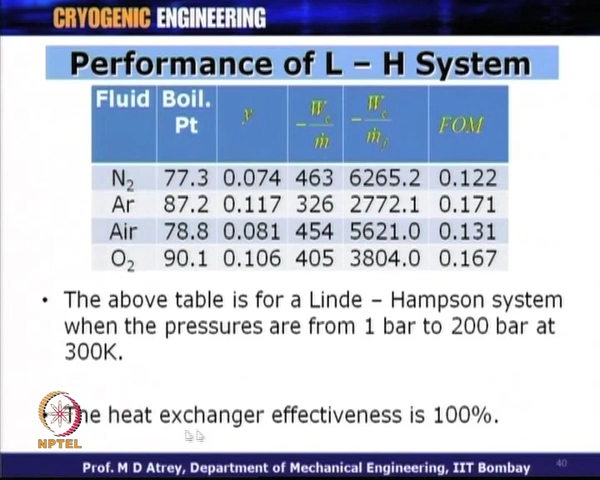 CRYOGENIC ENGINEERING
Performance of L – H System
Fluid Boil. Pt y −Wc/ṁ −Wc/ṁf FOM
N2 77.3 0.074 463 6265.2 0.122
Ar 87.2 0.117 326 2772.1 0.171
Air 78.8 0.081 454 5621.0 0.131
O2 90.1 0.106 405 3804.0 0.167
• The above table is for a Linde – Hampson system
when the pressures are from 1 bar to 200 bar at
300K.
• The heat exchanger effectiveness is 100%.
NPTEL
Prof. M D Atrey, Department of Mechanical Engineering, IIT Bombay
40